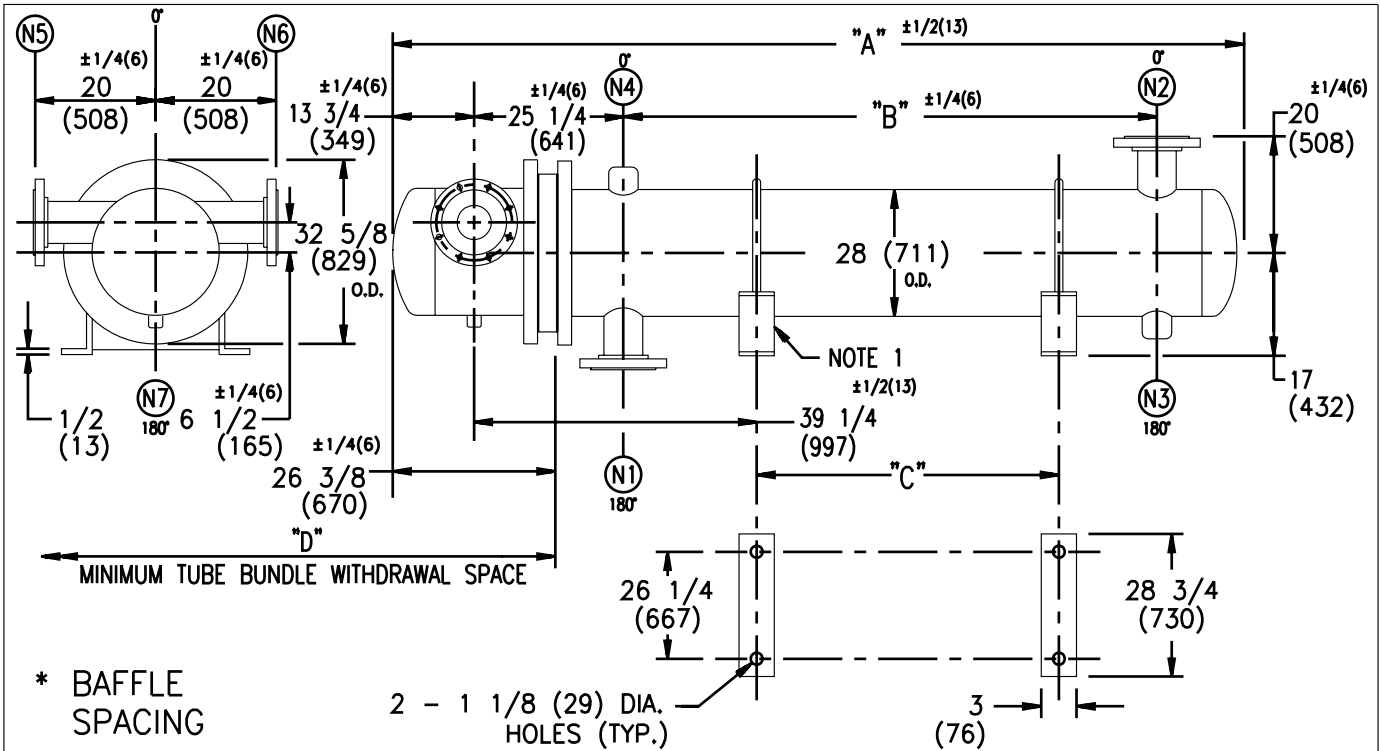 N5
0°
N6
±1/4(6)
±1/4(6)
20
(508)
20
(508)
±1/4(6)
13 3/4
(349)
±1/4(6)
25 1/4
(641)
"A" ±1/2(13)
0°
N4
"B" ±1/4(6)
0°
N2
±1/4(6)
20
(508)
32 5/8
(829)
O.D.
28 (711)
O.D.
NOTE 1
17
(432)
1/2
(13)
N7
180°
±1/4(6)
6 1/2
(165)
±1/4(6)
26 3/8
(670)
±1/2(13)
39 1/4
(997)
N1
180°
N3
180°
"C"
"D"
MINIMUM TUBE BUNDLE WITHDRAWAL SPACE
26 1/4
(667)
28 3/4
(730)
* BAFFLE
SPACING
2 - 1 1/8 (29) DIA.
HOLES (TYP.)
3
(76)